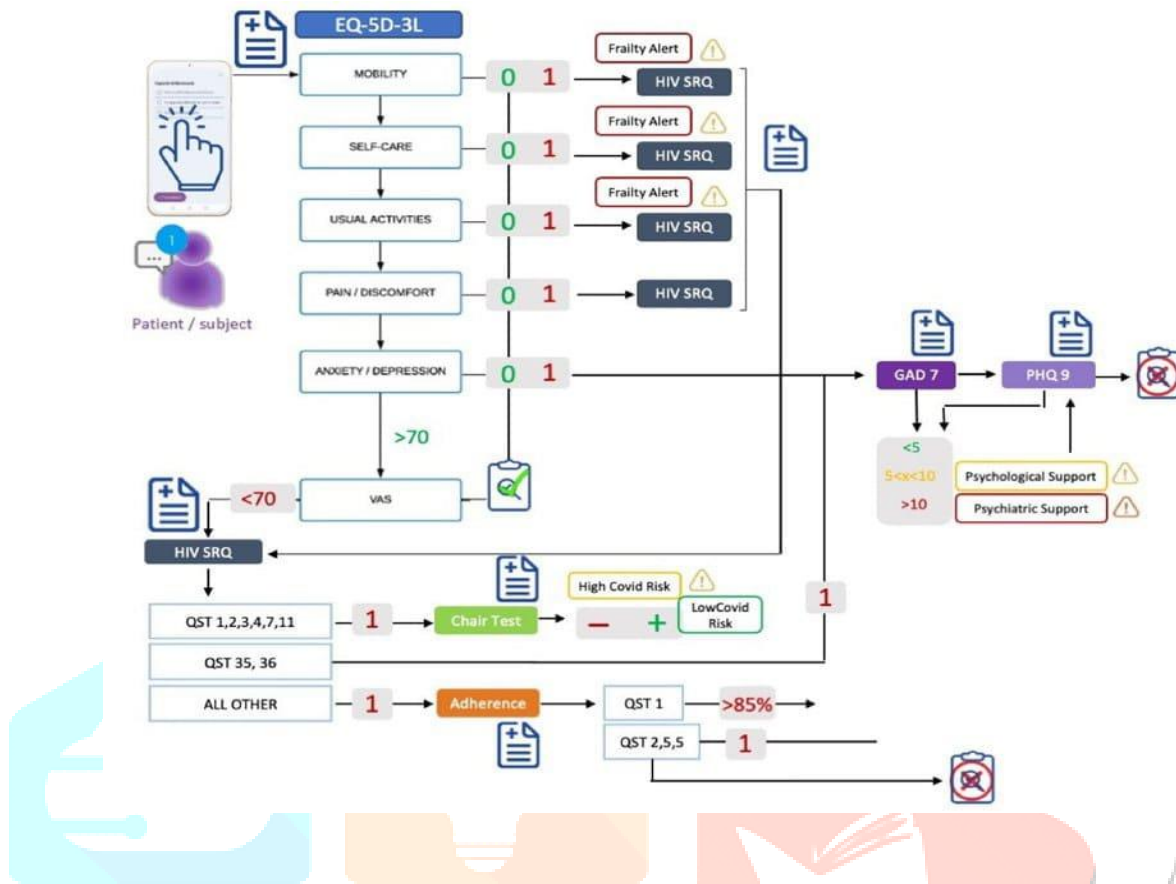 EQ-5D-3L
MOBILITY
0 1
Frailty Alert
HIV SRQ
SELF-CARE
0 1
Frailty Alert
HIV SRQ
USUAL ACTIVITIES
0 1
Frailty Alert
HIV SRQ
1
...
Patient / subject
PAIN / DISCOMFORT
0 1
HIV SRQ
ANXIETY / DEPRESSION
0 1
GAD 7
PHQ 9
<5
5<x<10
>10
Psychological Support
Psychiatric Support
>70
VAS
<70
HIV SRQ
QST 1,2,3,4,7,11
1
Chair Test
High Covid Risk
− +
LowCovid
Risk
QST 35, 36
1
ALL OTHER
1
Adherence
QST 1
>85%
QST 2,5,5
1